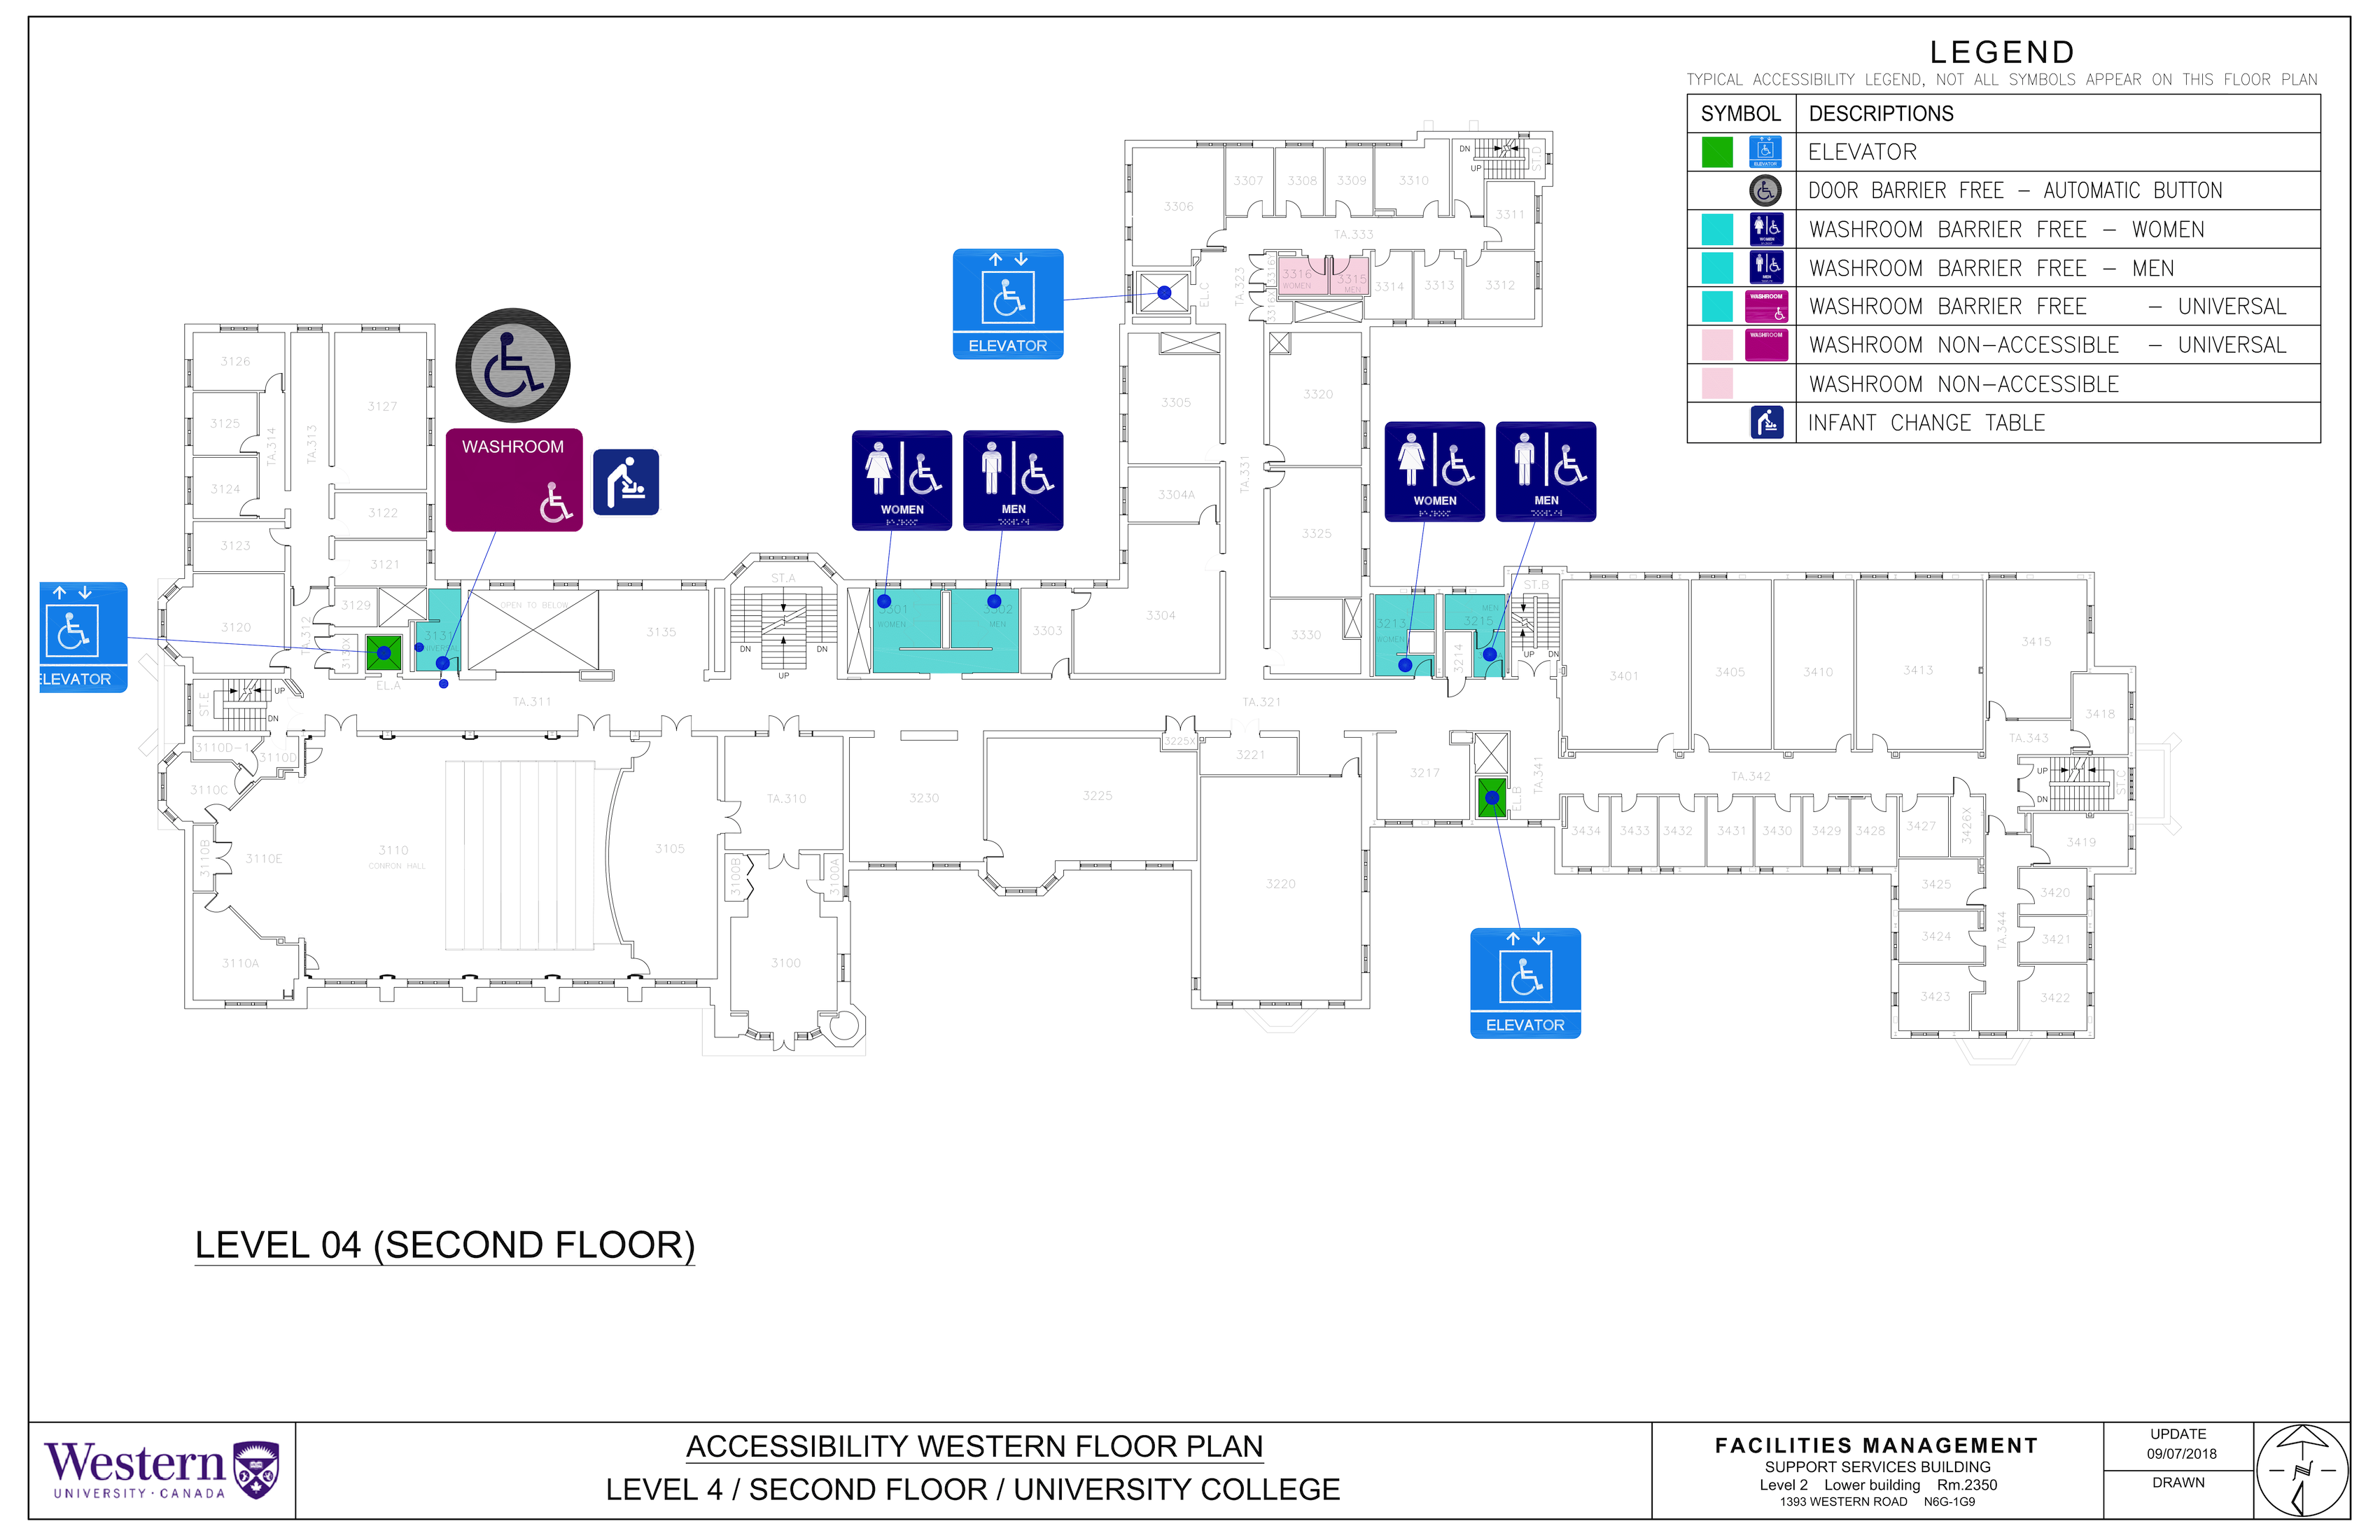 LEGEND
TYPICAL ACCESSIBILITY LEGEND, NOT ALL SYMBOLS APPEAR ON THIS FLOOR PLAN
SYMBOL DESCRIPTIONS
ELEVATOR ELEVATOR
DOOR BARRIER FREE - AUTOMATIC BUTTON
WOMEN WASHROOM BARRIER FREE - WOMEN
MEN WASHROOM BARRIER FREE - MEN
WASHROOM WASHROOM BARRIER FREE - UNIVERSAL
WASHROOM WASHROOM NON-ACCESSIBLE - UNIVERSAL
WASHROOM NON-ACCESSIBLE
INFANT CHANGE TABLE
DN
UP
ST.D
3307 3308 3309 3310
3306
3311
TA.333
TA.323
EL.C
3316Y
3316X
3316
WOMEN
3315
MEN
3314 3313 3312
ELEVATOR
3126
3127
3125
TA.314
TA.313
3124
3122
3123
3121
WASHROOM
WOMEN
MEN
3305
3320
3304A
TA.331
3325
WOMEN
MEN
ELEVATOR
3120
3129
TA.312
3130X
EL.A
3131
UNIVERSAL
OPEN TO BELOW
3135
ST.A
DN
DN
UP
3301
WOMEN
3302
MEN
3303
3304
3330
3213
WOMEN
3214
MEN
3215
ST.B
UP
DN
3401
3405
3410
3413
3415
3418
ST.E
UP
DN
TA.311
TA.321
3110D-1
3110D
3110C
3110B
3110E
3110
CONRON HALL
3105
3110A
TA.310
3100B
3100A
3100
3230
3225
3225X
3221
3220
3217
EL.B
TA.341
TA.342
TA.343
UP
DN
ST.C
3434 3433 3432 3431 3430 3429 3428
3427
3426X
3419
3425
3420
3424
TA.344
3421
3423
3422
ELEVATOR
LEVEL 04 (SECOND FLOOR)
Western
UNIVERSITY · CANADA
ACCESSIBILITY WESTERN FLOOR PLAN
LEVEL 4 / SECOND FLOOR / UNIVERSITY COLLEGE
FACILITIES MANAGEMENT
SUPPORT SERVICES BUILDING
Level 2 Lower building Rm.2350
1393 WESTERN ROAD N6G-1G9
UPDATE
09/07/2018
DRAWN
N